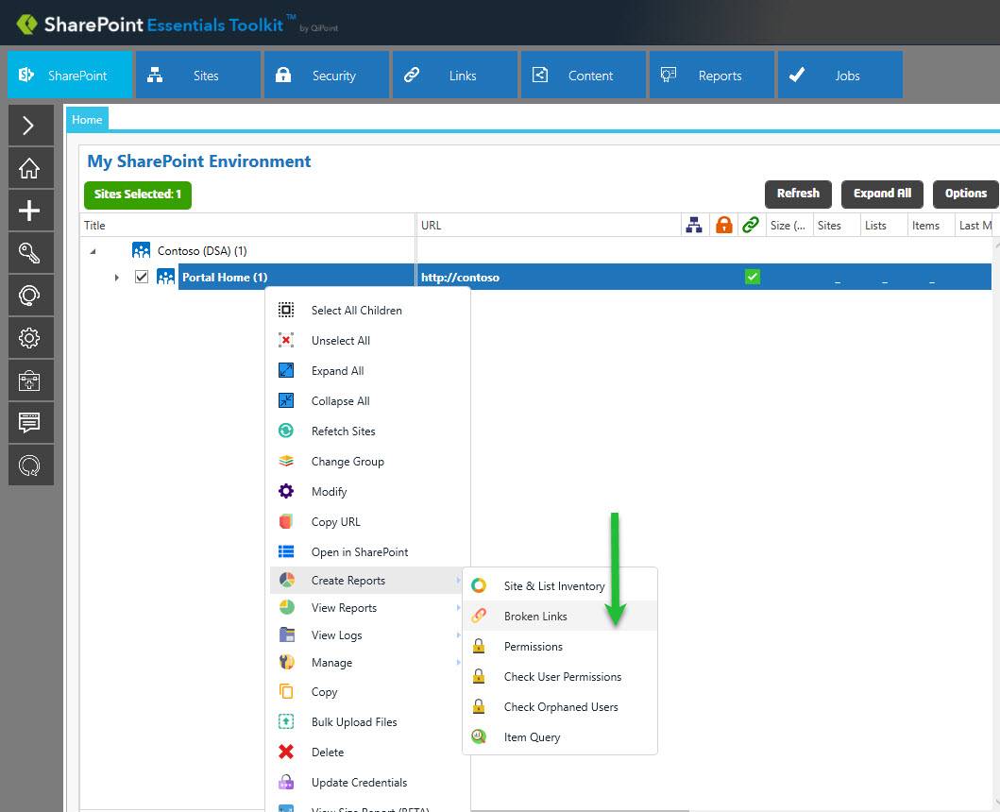 SharePoint Essentials Toolkit™ by QiPoint
SharePoint Sites Security Links Content Reports Jobs
Home
My SharePoint Environment
Sites Selected: 1 Refresh Expand All Options
Title URL Size (... Sites Lists Items Last M
Contoso (DSA) (1)
Portal Home (1) http://contoso _ _ _
Select All Children
Unselect All
Expand All
Collapse All
Refetch Sites
Change Group
Modify
Copy URL
Open in SharePoint
Create Reports
View Reports
View Logs
Manage
Copy
Bulk Upload Files
Delete
Update Credentials
View Size Report (BETA)
Site & List Inventory
Broken Links
Permissions
Check User Permissions
Check Orphaned Users
Item Query